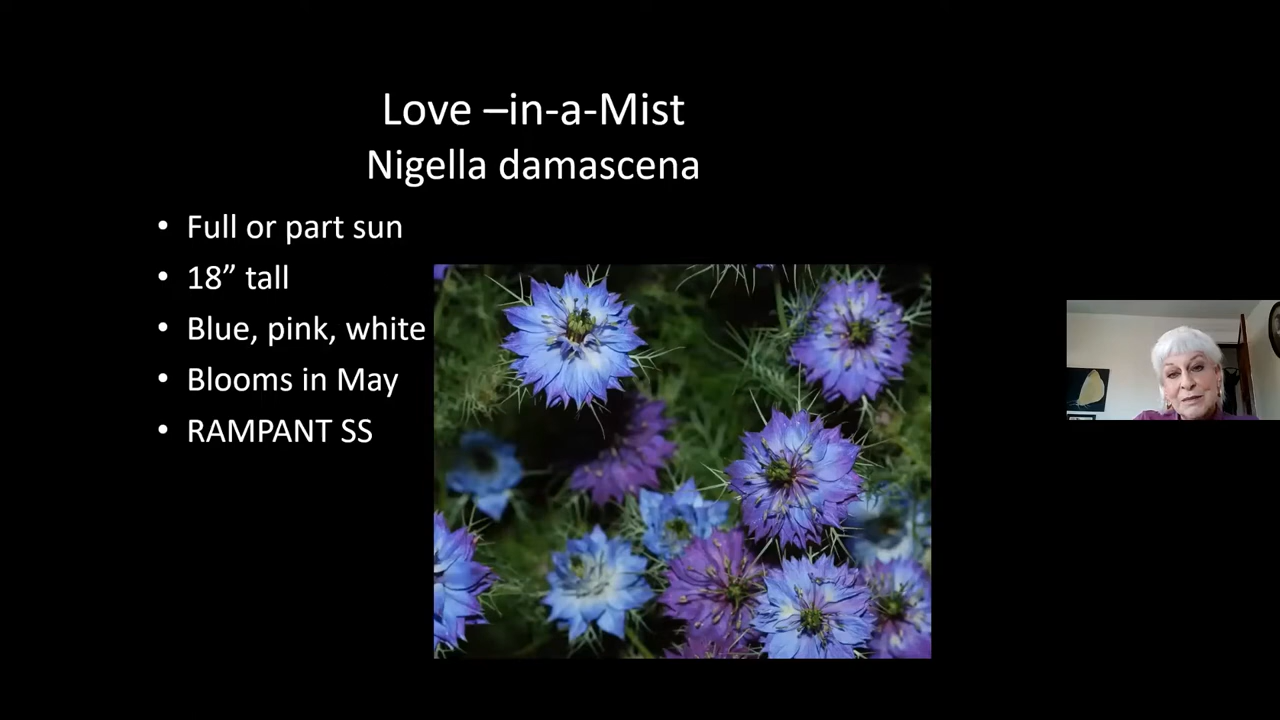 Love –in-a-Mist
Nigella damascena
• Full or part sun
• 18” tall
• Blue, pink, white
• Blooms in May
• RAMPANT SS